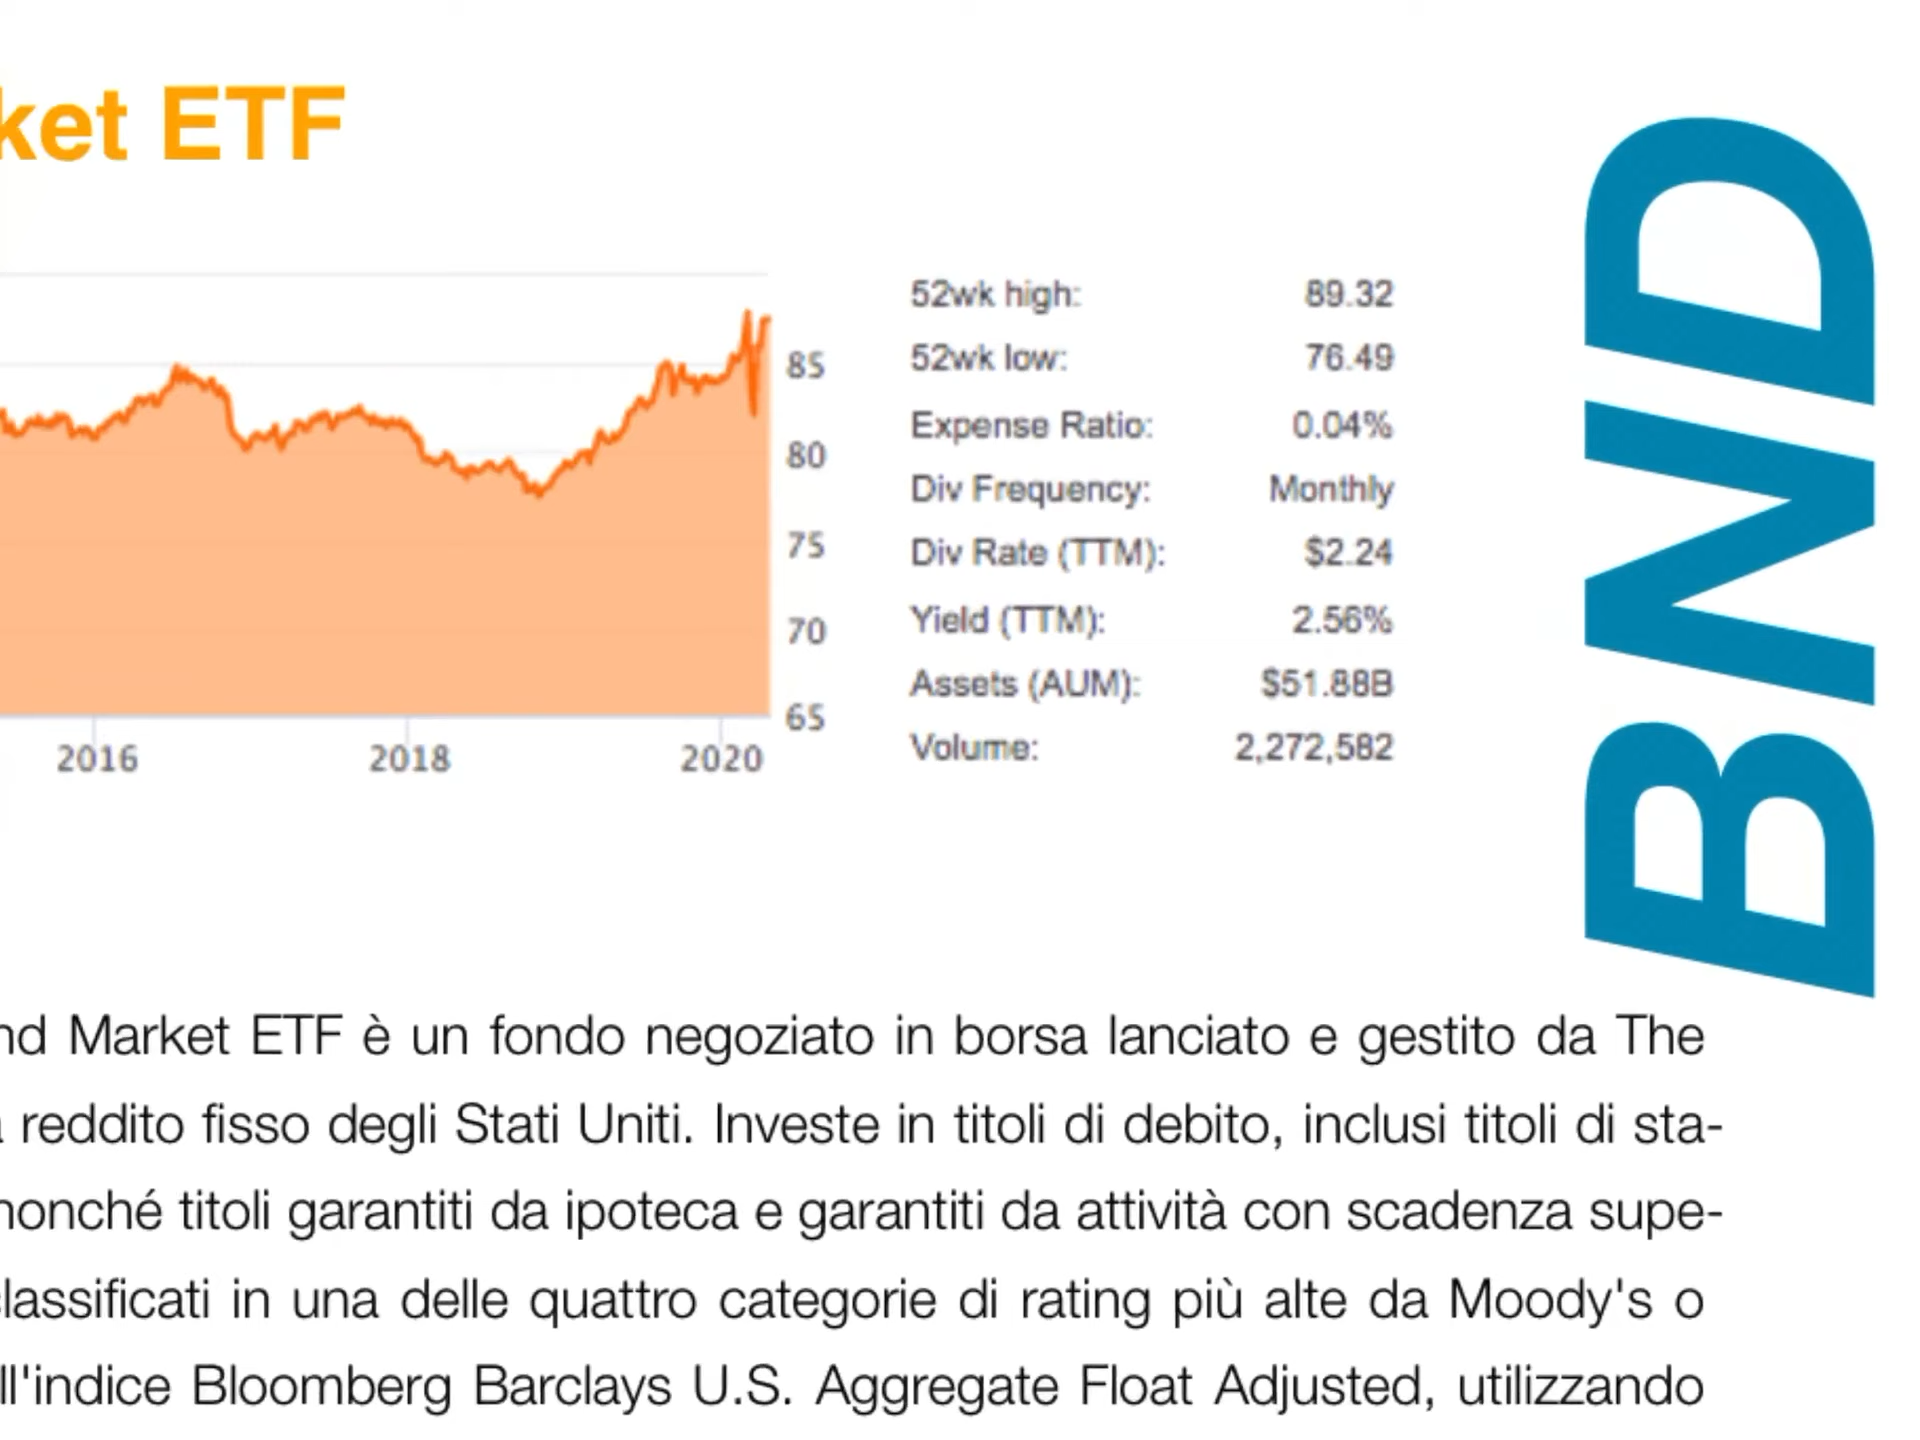 ket ETF
85
80
75
70
65
2016 2018 2020
52wk high: 89.32
52wk low: 76.49
Expense Ratio: 0.04%
Div Frequency: Monthly
Div Rate (TTM): $2.24
Yield (TTM): 2.56%
Assets (AUM): $51.88B
Volume: 2,272,582
BND
nd Market ETF è un fondo negoziato in borsa lanciato e gestito da The
a reddito fisso degli Stati Uniti. Investe in titoli di debito, inclusi titoli di sta-
nonché titoli garantiti da ipoteca e garantiti da attività con scadenza supe-
classificati in una delle quattro categorie di rating più alte da Moody's o
ll'indice Bloomberg Barclays U.S. Aggregate Float Adjusted, utilizzando